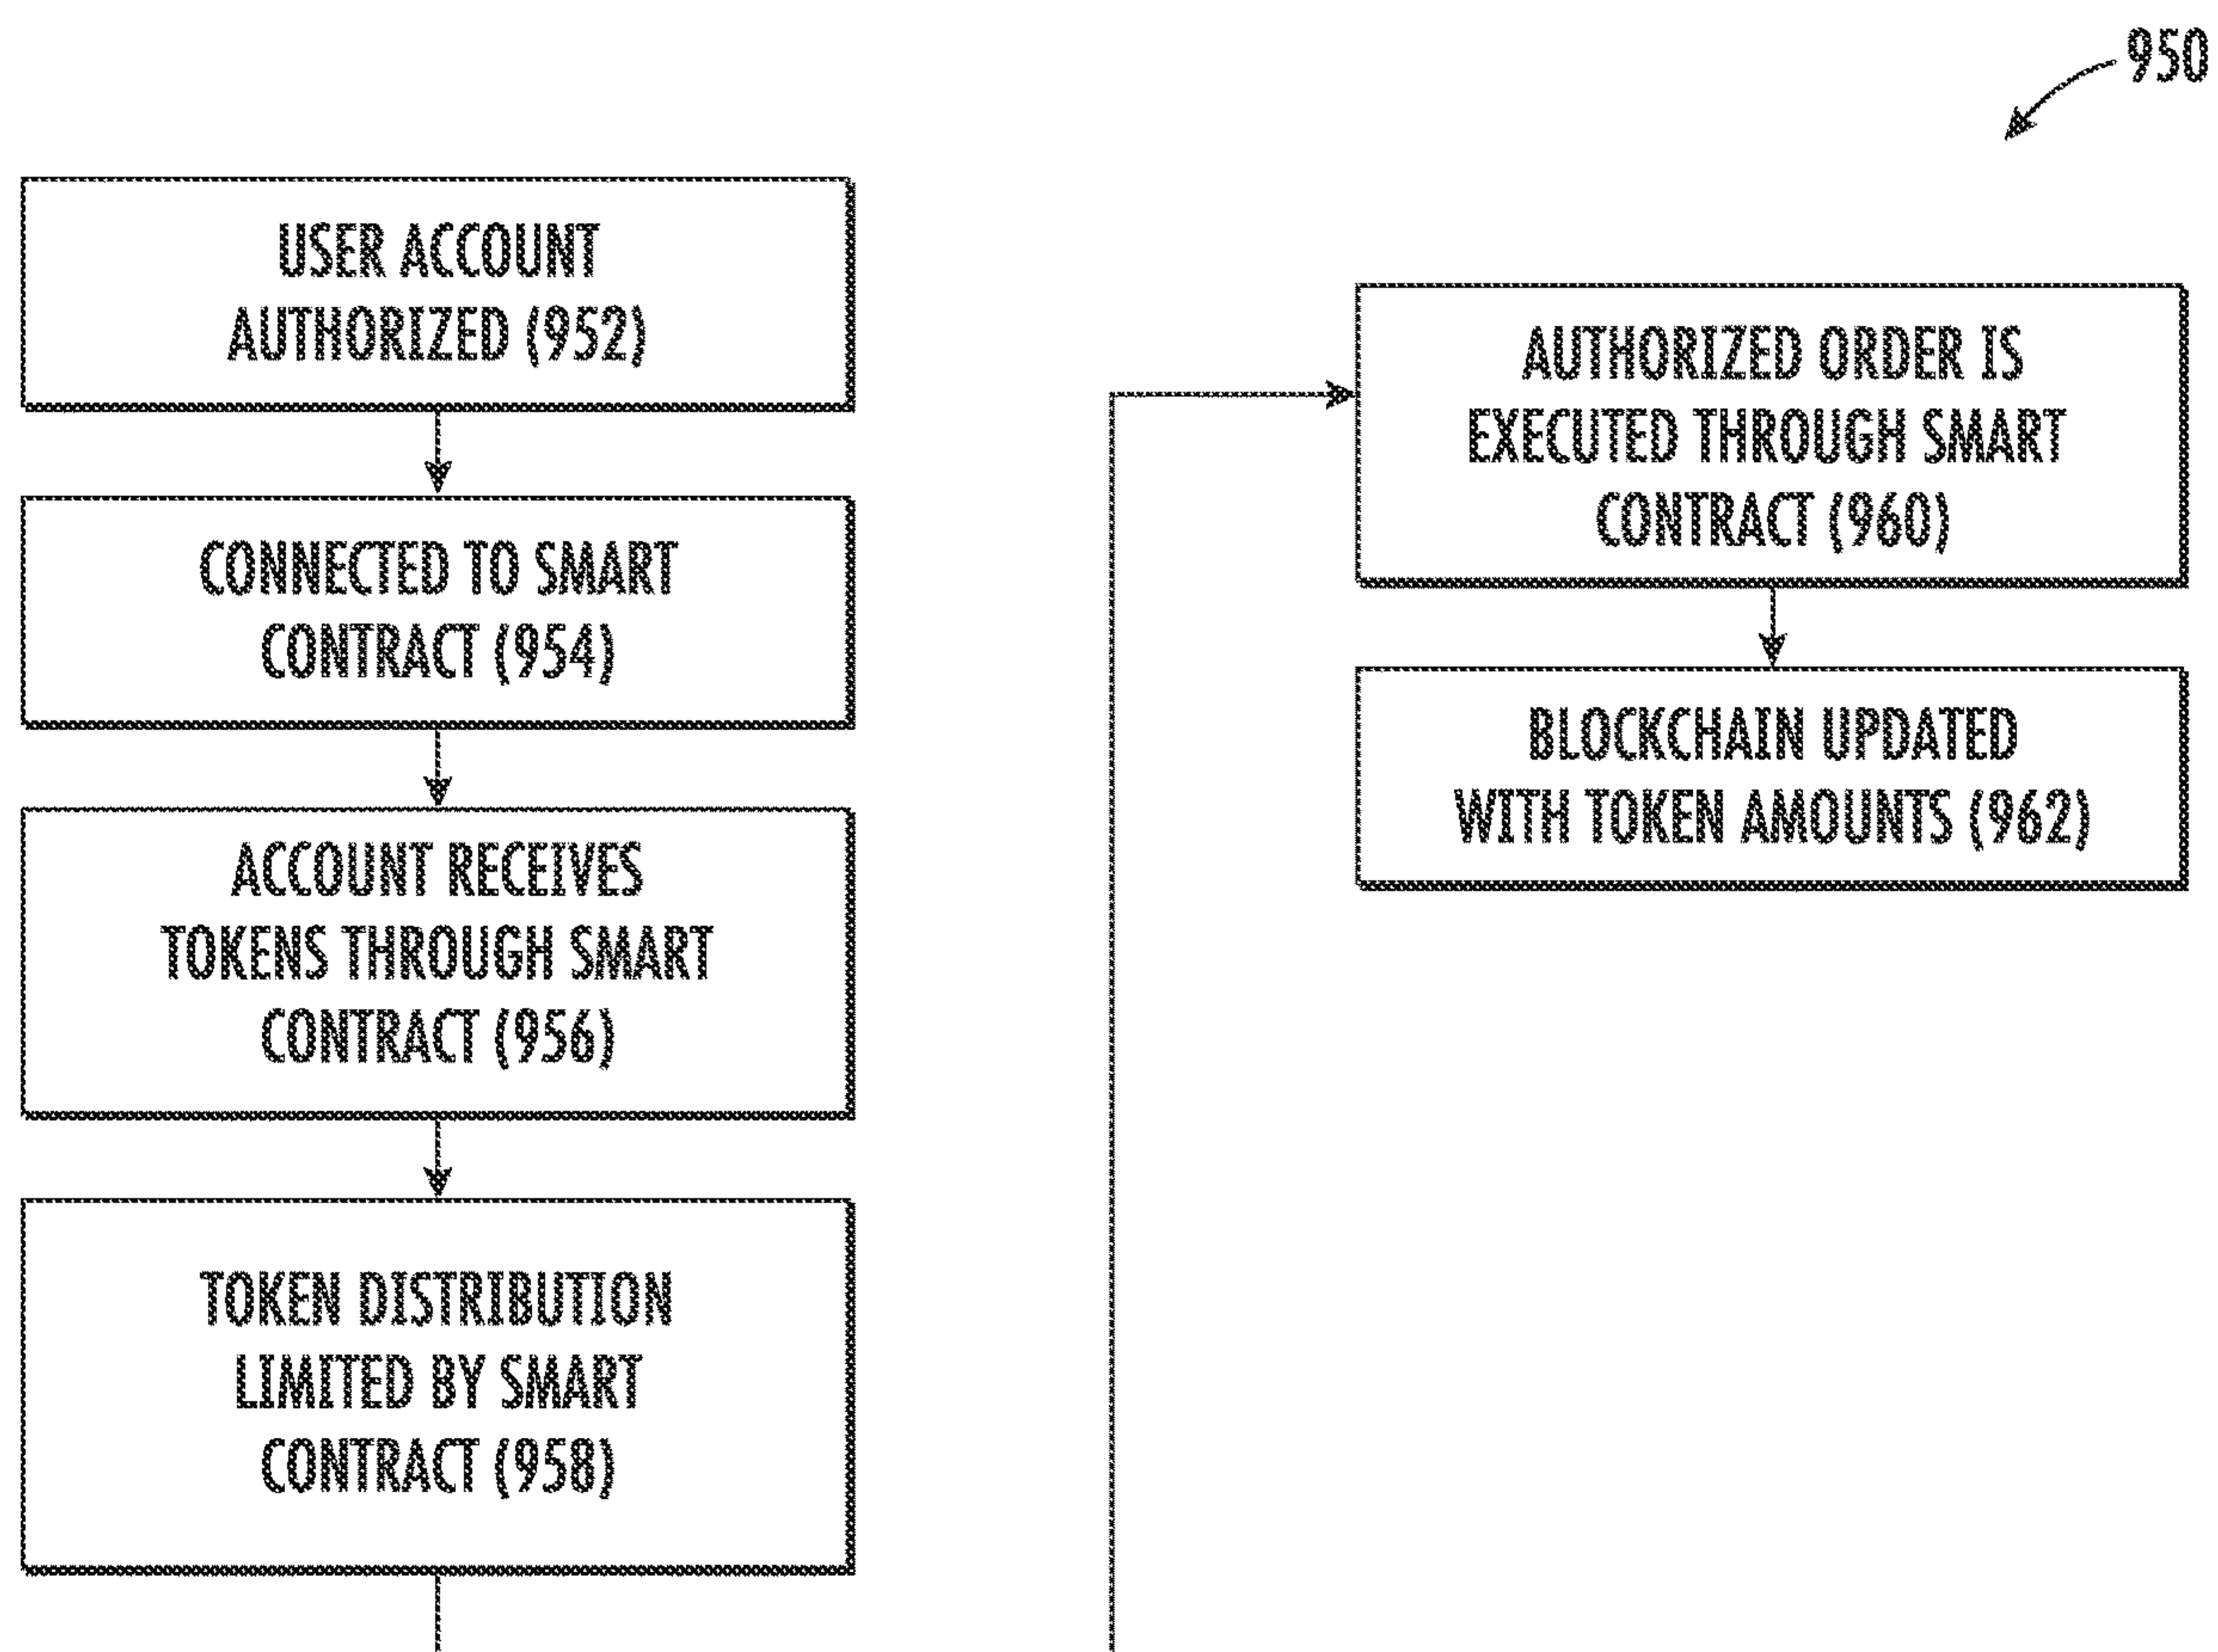 950
USER ACCOUNT
AUTHORIZED (952)
CONNECTED TO SMART
CONTRACT (954)
ACCOUNT RECEIVES
TOKENS THROUGH SMART
CONTRACT (956)
TOKEN DISTRIBUTION
LIMITED BY SMART
CONTRACT (958)
AUTHORIZED ORDER IS
EXECUTED THROUGH SMART
CONTRACT (960)
BLOCKCHAIN UPDATED
WITH TOKEN AMOUNTS (962)